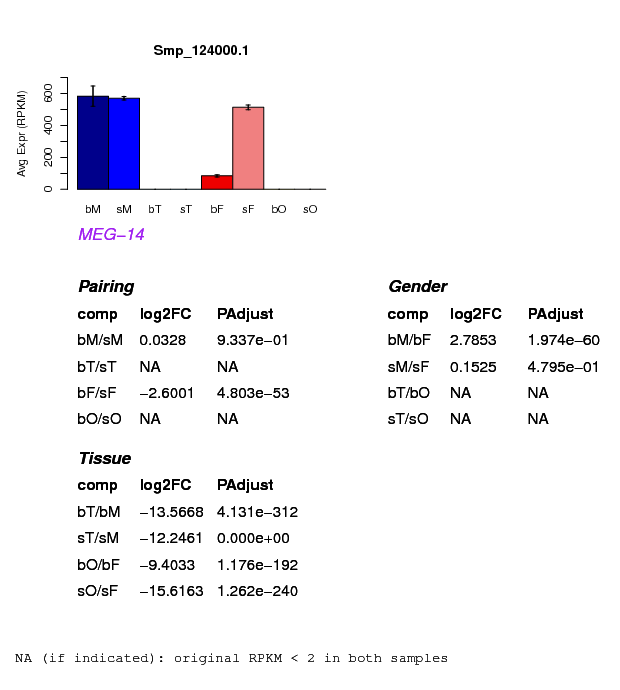 Smp_124000.1
Avg Expr (RPKM)
600
400
200
0
bM sM bT sT bF sF bO sO
MEG−14
Pairing
comp log2FC PAdjust
bM/sM 0.0328 9.337e−01
bT/sT NA NA
bF/sF −2.6001 4.803e−53
bO/sO NA NA
Gender
comp log2FC PAdjust
bM/bF 2.7853 1.974e−60
sM/sF 0.1525 4.795e−01
bT/bO NA NA
sT/sO NA NA
Tissue
comp log2FC PAdjust
bT/bM −13.5668 4.131e−312
sT/sM −12.2461 0.000e+00
bO/bF −9.4033 1.176e−192
sO/sF −15.6163 1.262e−240
NA (if indicated): original RPKM < 2 in both samples